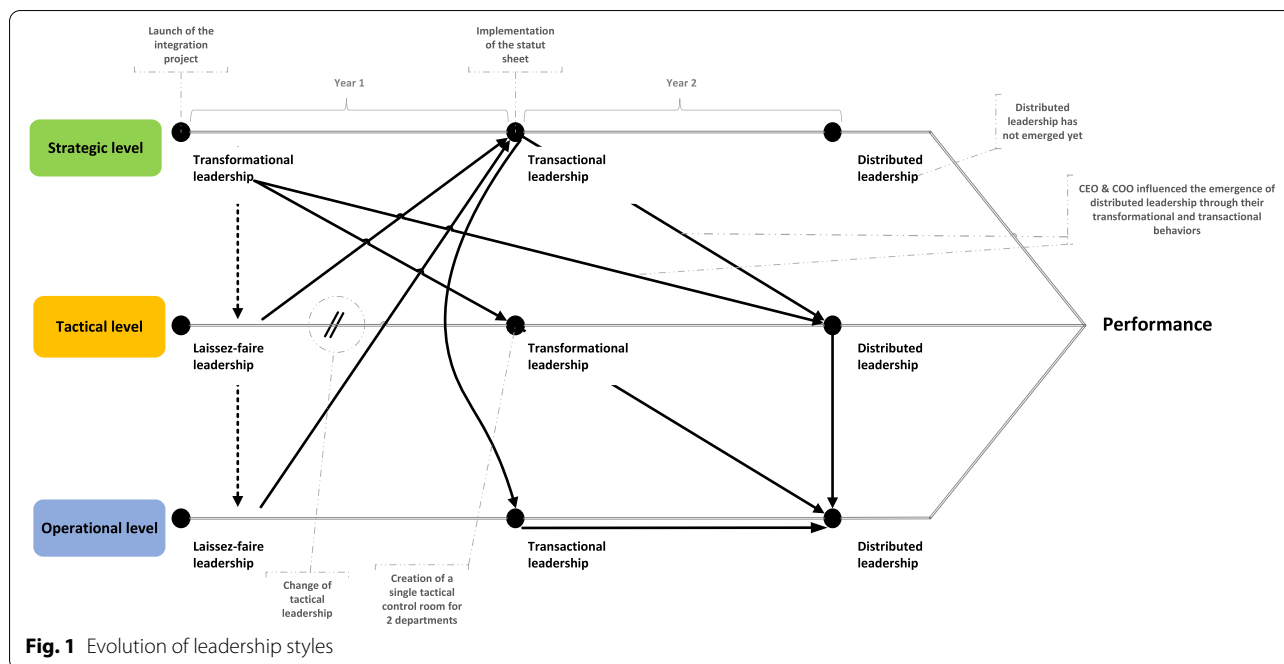 Launch of the
integration
project
Implementation
of the statut
sheet
Year 1
Year 2
Distributed
leadership has
not emerged yet
Strategic level
Transformational
leadership
Transactional
leadership
Distributed
leadership
CEO & COO influenced the emergence of
distributed leadership through their
transformational and transactional
behaviors
Tactical level
Laissez-faire
leadership
Transformational
leadership
Distributed
leadership
Performance
Operational level
Laissez-faire
leadership
Transactional
leadership
Distributed
leadership
Change of
tactical
leadership
Creation of a
single tactical
control room for
2 departments
Fig. 1 Evolution of leadership styles